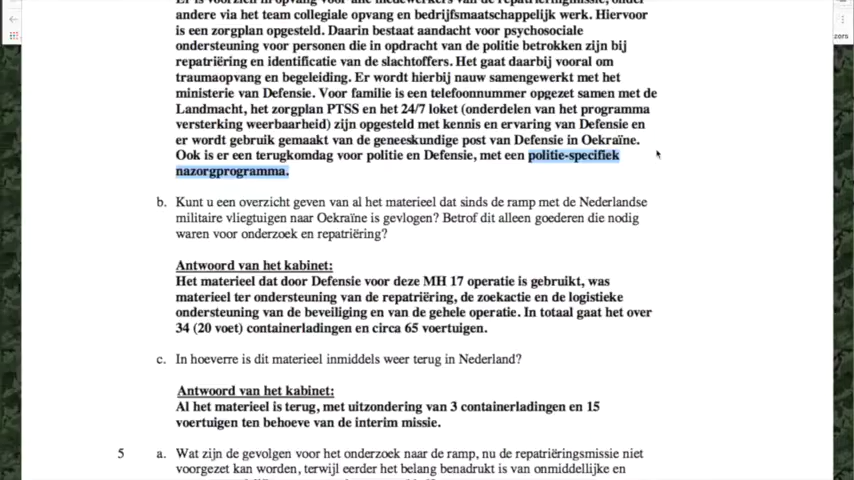 Er is voorzien in opvang voor alle medewerkers van de repatriëringmissie, onder
andere via het team collegiale opvang en bedrijfsmaatschappelijk werk. Hiervoor
is een zorgplan opgesteld. Daarin bestaat aandacht voor psychosociale
ondersteuning voor personen die in opdracht van de politie betrokken zijn bij
repatriëring en identificatie van de slachtoffers. Het gaat daarbij vooral om
traumaopvang en begeleiding. Er wordt hierbij nauw samengewerkt met het
ministerie van Defensie. Voor familie is een telefoonnummer opgezet samen met de
Landmacht, het zorgplan PTSS en het 24/7 loket (onderdelen van het programma
versterking weerbaarheid) zijn opgesteld met kennis en ervaring van Defensie en
er wordt gebruik gemaakt van de geneeskundige post van Defensie in Oekraïne.
Ook is er een terugkomdag voor politie en Defensie, met een politie-specifiek
nazorgprogramma.
b. Kunt u een overzicht geven van al het materieel dat sinds de ramp met de Nederlandse
militaire vliegtuigen naar Oekraïne is gevlogen? Betrof dit alleen goederen die nodig
waren voor onderzoek en repatriëring?
Antwoord van het kabinet:
Het materieel dat door Defensie voor deze MH 17 operatie is gebruikt, was
materieel ter ondersteuning van de repatriëring, de zoekactie en de logistieke
ondersteuning van de beveiliging en van de gehele operatie. In totaal gaat het over
34 (20 voet) containerladingen en circa 65 voertuigen.
c. In hoeverre is dit materieel inmiddels weer terug in Nederland?
Antwoord van het kabinet:
Al het materieel is terug, met uitzondering van 3 containerladingen en 15
voertuigen ten behoeve van de interim missie.
5 a. Wat zijn de gevolgen voor het onderzoek naar de ramp, nu de repatriëringsmissie niet
voorgezet kan worden, terwijl eerder het belang benadrukt is van onmiddellijke en
zors